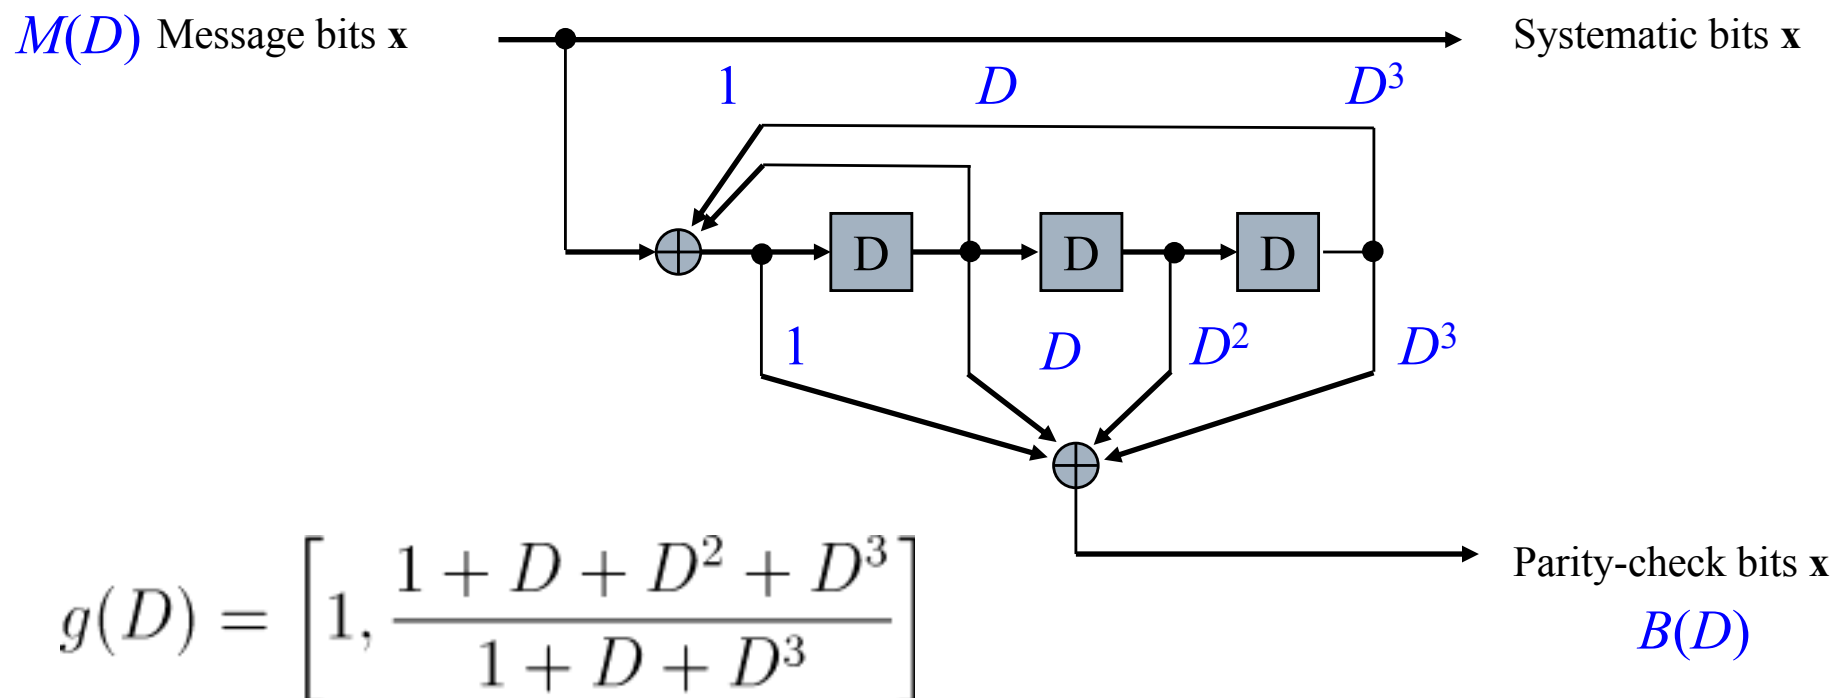 M(D) Message bits x Systematic bits x
1 D D³
D D D
1 D D² D³
g(D) = [1, (1 + D + D² + D³)/(1 + D + D³)]
Parity-check bits x
B(D)